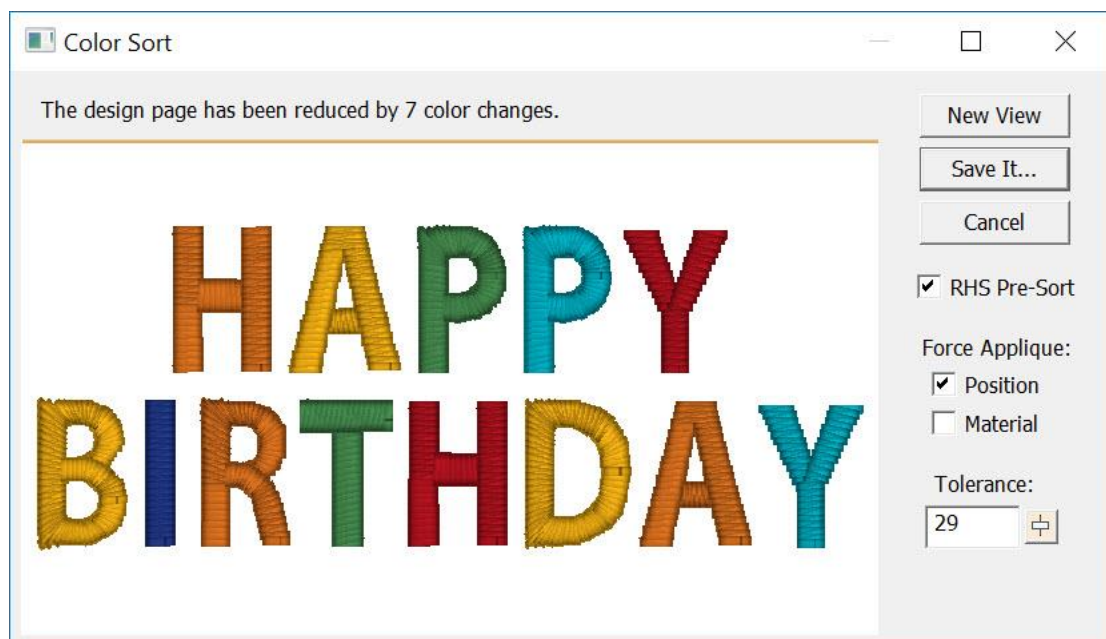 Color Sort
The design page has been reduced by 7 color changes.
New View
Save It...
Cancel
HAPPY
BIRTHDAY
RHS Pre-Sort
Force Applique:
Position
Material
Tolerance:
29